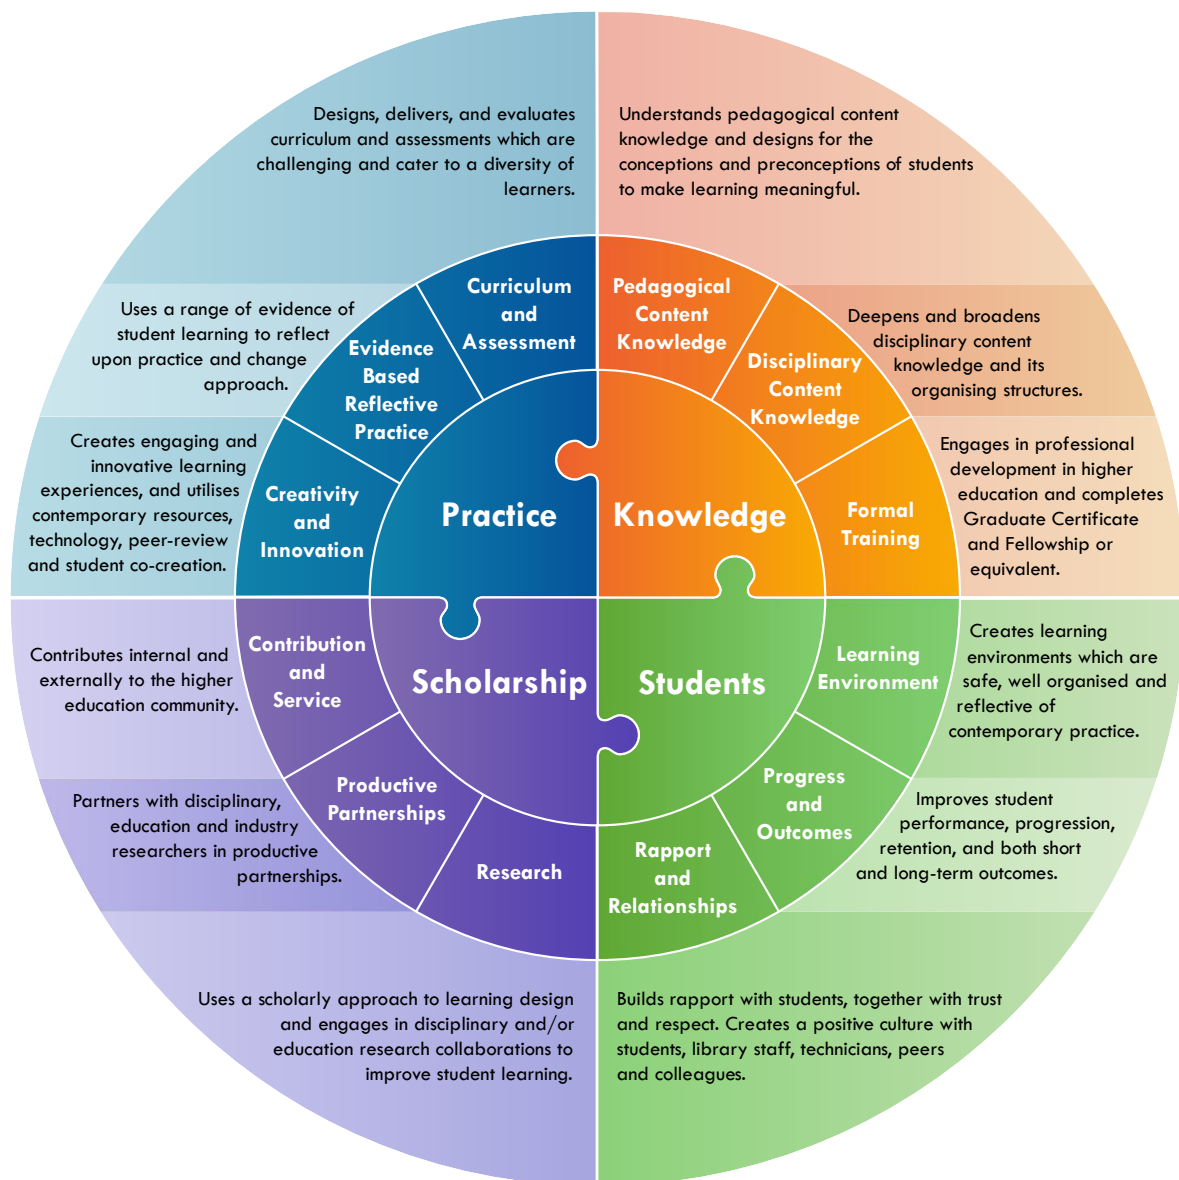 Designs, delivers, and evaluates
curriculum and assessments which are
challenging and cater to a diversity of
learners.
Understands pedagogical content
knowledge and designs for the
conceptions and preconceptions of students
to make learning meaningful.
Uses a range of evidence of
student learning to reflect
upon practice and change
approach.
Creates engaging and
innovative learning
experiences, and utilises
contemporary resources,
technology, peer-review
and student co-creation.
Curriculum
and
Assessment
Evidence
Based
Reflective
Practice
Creativity
and
Innovation
Practice
Pedagogical
Content
Knowledge
Disciplinary
Content
Knowledge
Formal
Training
Knowledge
Deepens and broadens
disciplinary content
knowledge and its
organising structures.
Engages in professional
development in higher
education and completes
Graduate Certificate
and Fellowship or
equivalent.
Contributes internal and
externally to the higher
education community.
Partners with disciplinary,
education and industry
researchers in productive
partnerships.
Contribution
and
Service
Productive
Partnerships
Research
Scholarship
Students
Learning
Environment
Progress
and
Outcomes
Rapport
and
Relationships
Creates learning
environments which are
safe, well organised and
reflective of
contemporary practice.
Improves student
performance, progression,
retention, and both short
and long-term outcomes.
Uses a scholarly approach to learning design
and engages in disciplinary and/or
education research collaborations to
improve student learning.
Builds rapport with students, together with trust
and respect. Creates a positive culture with
students, library staff, technicians, peers
and colleagues.